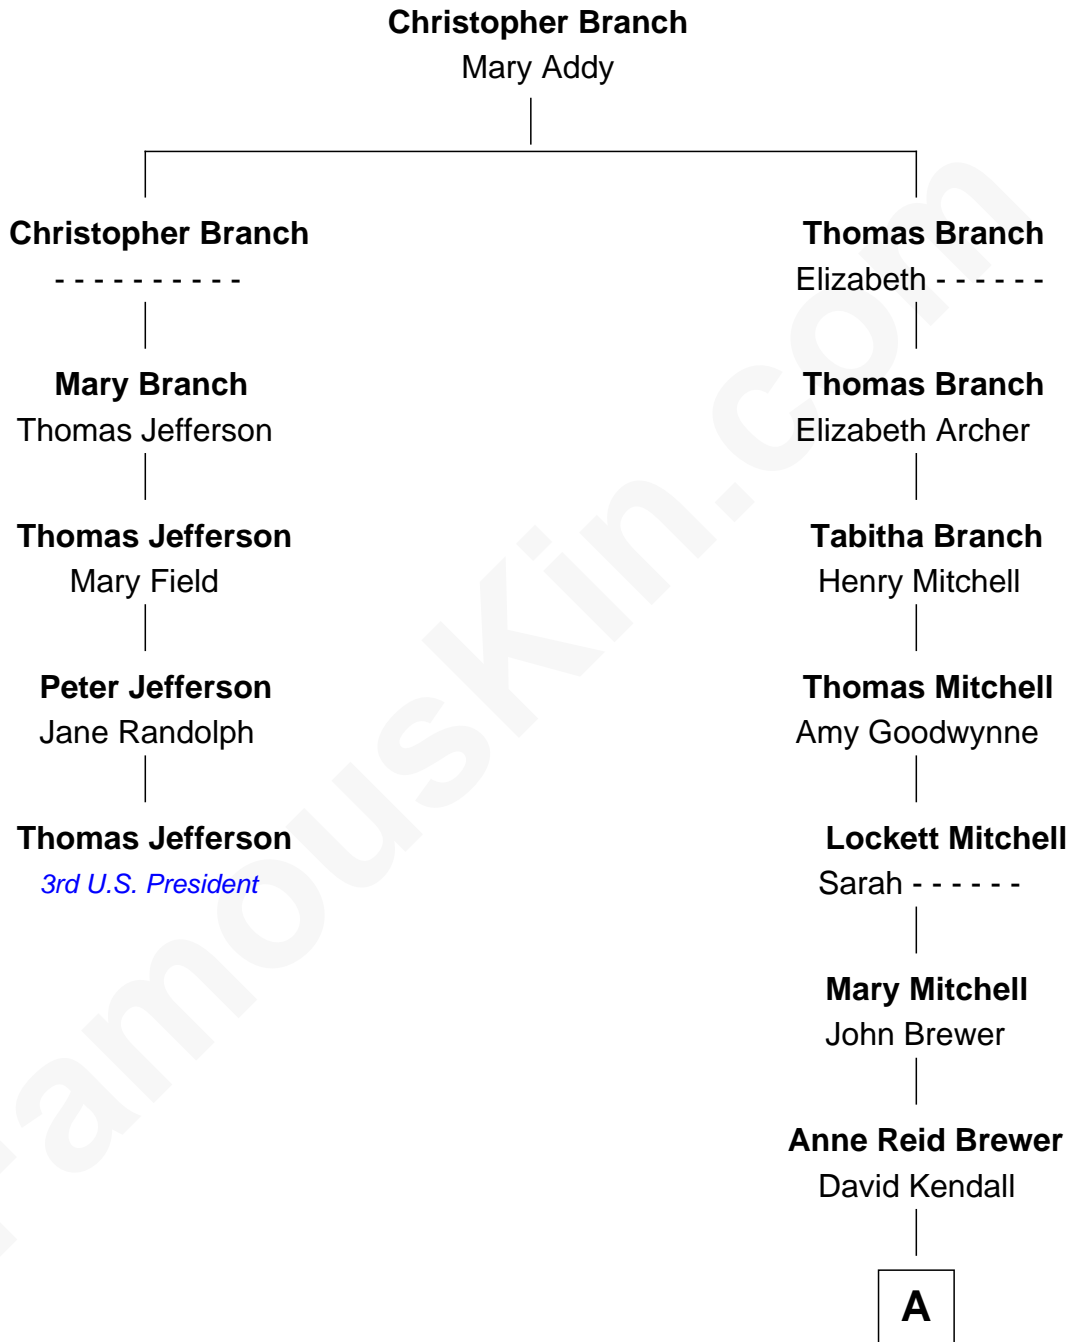 Christopher Branch
Mary Addy
Christopher Branch
- - - - - - - - - -
Thomas Branch
Elizabeth - - - - - -
Mary Branch
Thomas Jefferson
Thomas Branch
Elizabeth Archer
Thomas Jefferson
Mary Field
Tabitha Branch
Henry Mitchell
Peter Jefferson
Jane Randolph
Thomas Mitchell
Amy Goodwynne
Thomas Jefferson
3rd U.S. President
Lockett Mitchell
Sarah - - - - - -
Mary Mitchell
John Brewer
Anne Reid Brewer
David Kendall
A
FamousKin.com